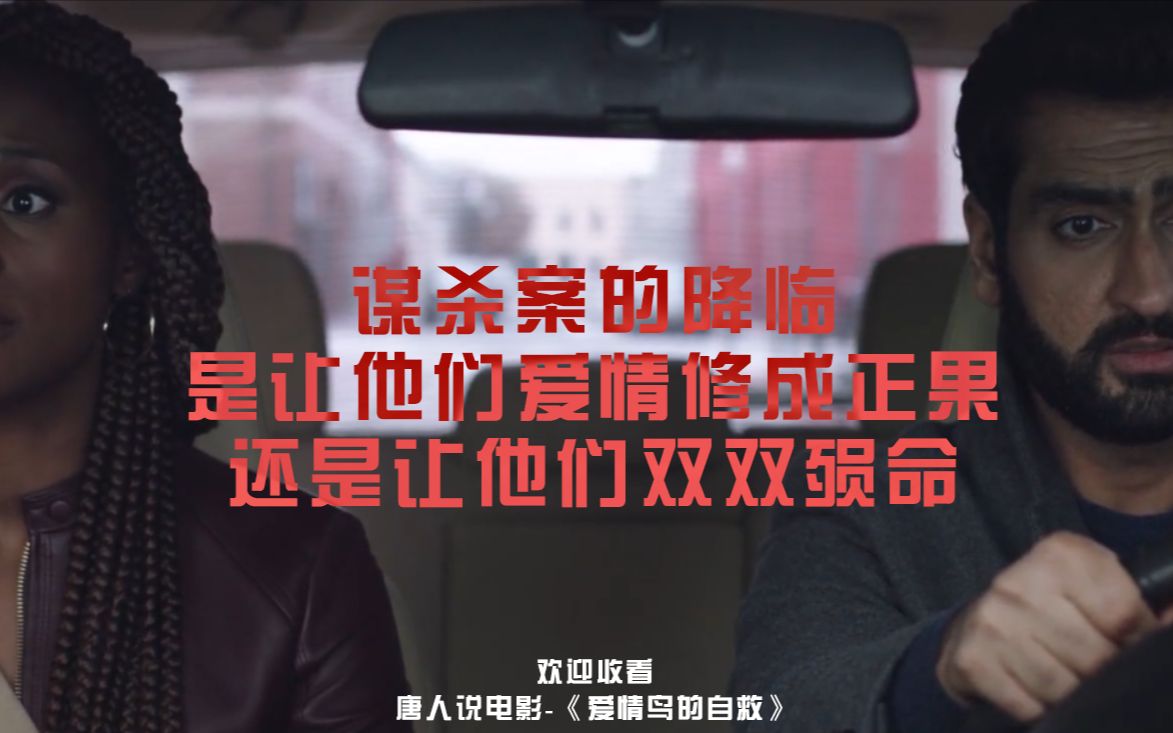 谋杀案的降临
是让他们爱情修成正果
还是让他们双双殒命
欢迎收看
唐人说电影-《爱情鸟的自救》